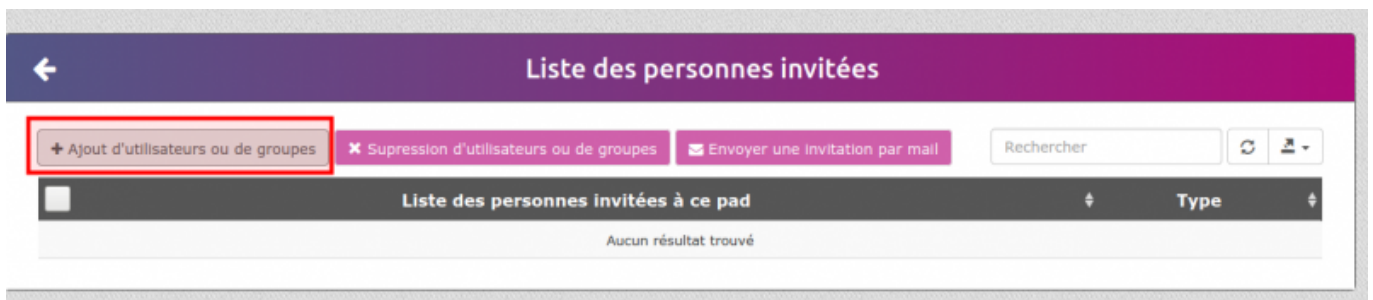 Liste des personnes invitées
+ Ajout d'utilisateurs ou de groupes
Supression d'utilisateurs ou de groupes
Envoyer une invitation par mail
Rechercher
Liste des personnes invitées à ce pad
Type
Aucun résultat trouvé